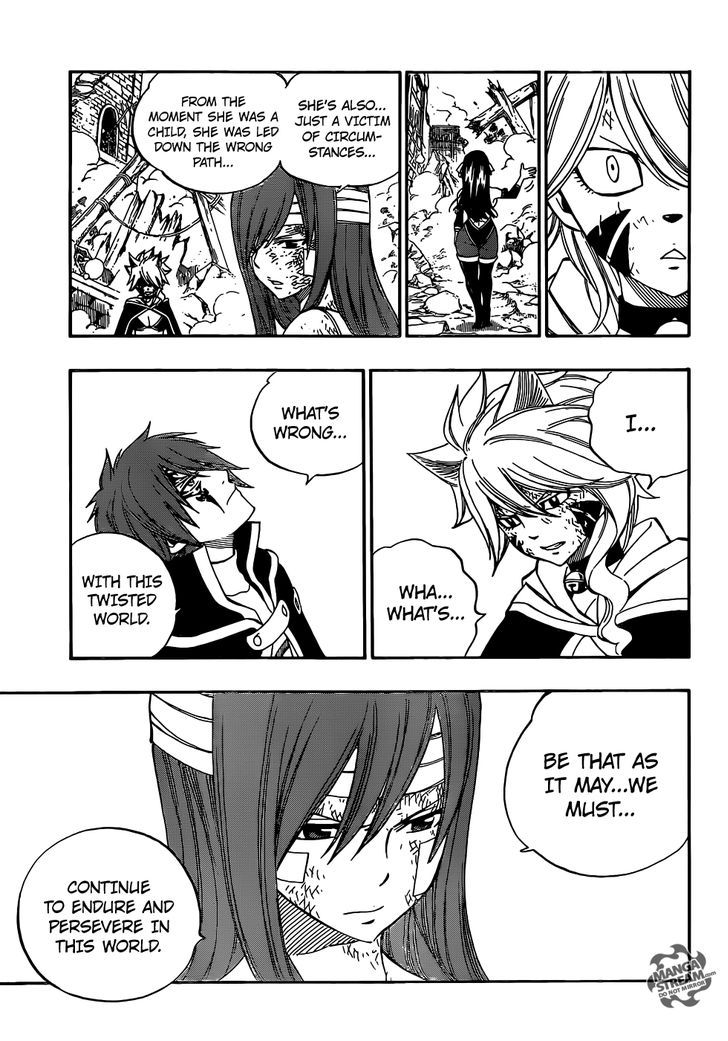 SHE'S ALSO...
JUST A VICTIM
OF CIRCUM-
STANCES...
FROM THE
MOMENT SHE WAS A
CHILD, SHE WAS LED
DOWN THE WRONG
PATH...
I...
WHA...
WHAT'S...
WHAT'S
WRONG...
WITH THIS
TWISTED
WORLD.
BE THAT AS
IT MAY...WE
MUST...
CONTINUE
TO ENDURE AND
PERSEVERE IN
THIS WORLD.
MANGA
STREAM.com
DO NOT MIRROR